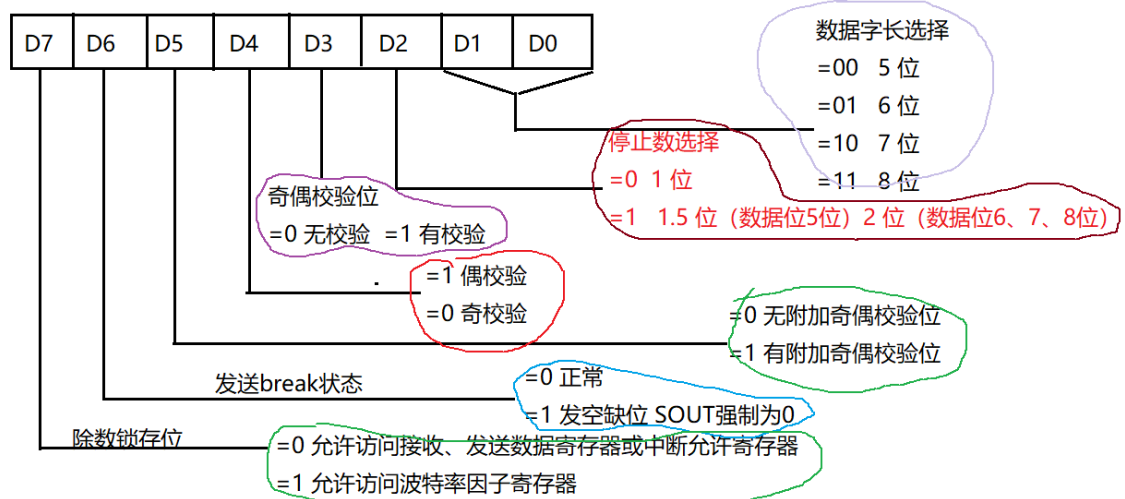 D7 D6 D5 D4 D3 D2 D1 D0
数据字长选择
=00 5 位
=01 6 位
=10 7 位
=11 8 位
停止数选择
=0 1 位
=1 1.5 位（数据位5位）2 位（数据位6、7、8位）
奇偶校验位
=0 无校验 =1 有校验
=1 偶校验
=0 奇校验
=0 无附加奇偶校验位
=1 有附加奇偶校验位
发送break状态
=0 正常
=1 发空缺位 SOUT强制为0
除数锁存位
=0 允许访问接收、发送数据寄存器或中断允许寄存器
=1 允许访问波特率因子寄存器